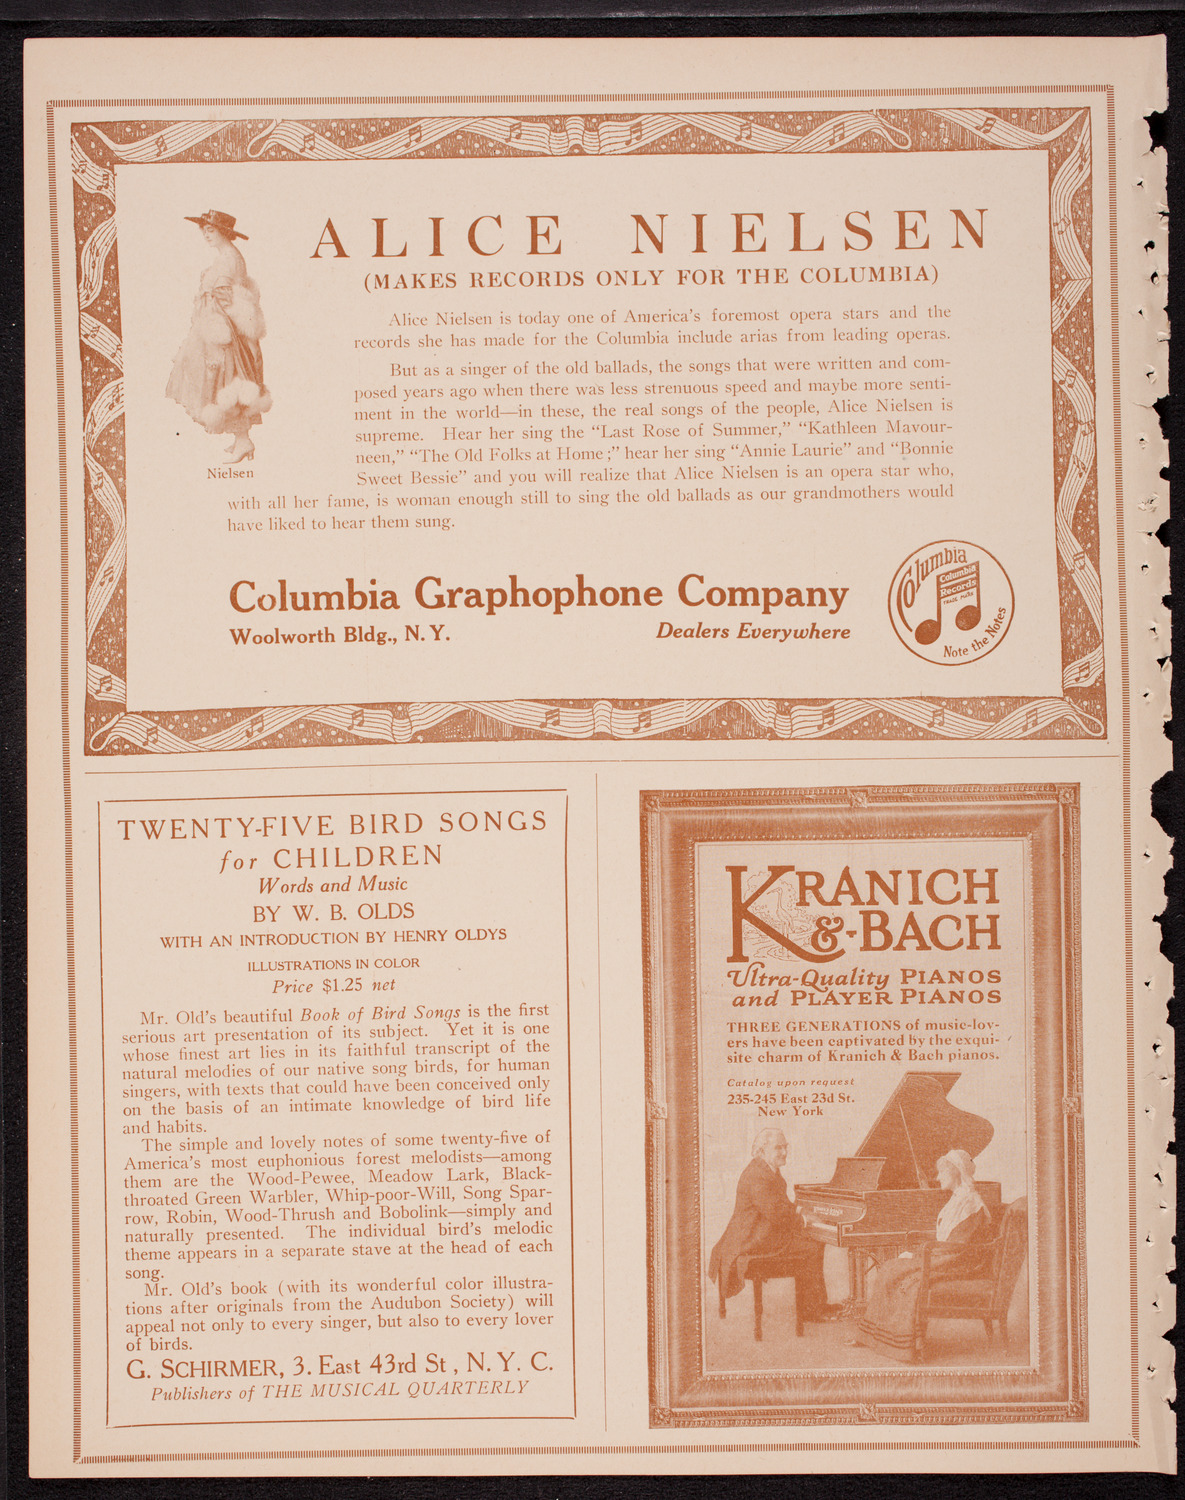 ALICE NIELSEN
(MAKES RECORDS ONLY FOR THE COLUMBIA)
Alice Nielsen is today one of America's foremost opera stars and the
records she has made for the Columbia include arias from leading operas.
But as a singer of the old ballads, the songs that were written and com-
posed years ago when there was less strenuous speed and maybe more senti-
ment in the world—in these, the real songs of the people, Alice Nielsen is
supreme. Hear her sing the "Last Rose of Summer," "Kathleen Mavour-
neen," "The Old Folks at Home;" hear her sing "Annie Laurie" and "Bonnie
Sweet Bessie" and you will realize that Alice Nielsen is an opera star who,
with all her fame, is woman enough still to sing the old ballads as our grandmothers would
have liked to hear them sung.
Nielsen
Columbia Graphophone Company
Woolworth Bldg., N. Y.
Dealers Everywhere
Columbia
Columbia
Records
TRADE MARK
Note the Notes
TWENTY-FIVE BIRD SONGS
for CHILDREN
Words and Music
BY W. B. OLDS
WITH AN INTRODUCTION BY HENRY OLDYS
ILLUSTRATIONS IN COLOR
Price $1.25 net
Mr. Old's beautiful Book of Bird Songs is the first
serious art presentation of its subject. Yet it is one
whose finest art lies in its faithful transcript of the
natural melodies of our native song birds, for human
singers, with texts that could have been conceived only
on the basis of an intimate knowledge of bird life
and habits.
The simple and lovely notes of some twenty-five of
America's most euphonious forest melodists—among
them are the Wood-Pewee, Meadow Lark, Black-
throated Green Warbler, Whip-poor-Will, Song Spar-
row, Robin, Wood-Thrush and Bobolink—simply and
naturally presented. The individual bird's melodic
theme appears in a separate stave at the head of each
song.
Mr. Old's book (with its wonderful color illustra-
tions after originals from the Audubon Society) will
appeal not only to every singer, but also to every lover
of birds.
G. SCHIRMER, 3. East 43rd St, N. Y. C.
Publishers of THE MUSICAL QUARTERLY
KRANICH
&-BACH
Ultra-Quality PIANOS
and PLAYER PIANOS
THREE GENERATIONS of music-lov-
ers have been captivated by the exqui-
site charm of Kranich & Bach pianos.
Catalog upon request
235-245 East 23d St.
New York